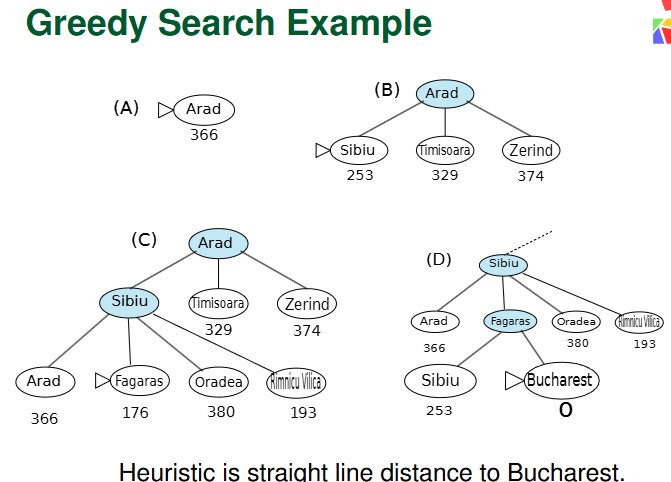 Greedy Search Example
(A) Arad
366
(B) Arad
Sibiu Timisoara Zerind
253 329 374
(C) Arad
Sibiu Timisoara Zerind
329 374
Arad Fagaras Oradea Rimnicu Vilica
366 176 380 193
(D) Sibiu
Arad Fagaras Oradea Rimnicu Vilica
366 380 193
Sibiu Bucharest
253 0
Heuristic is straight line distance to Bucharest.